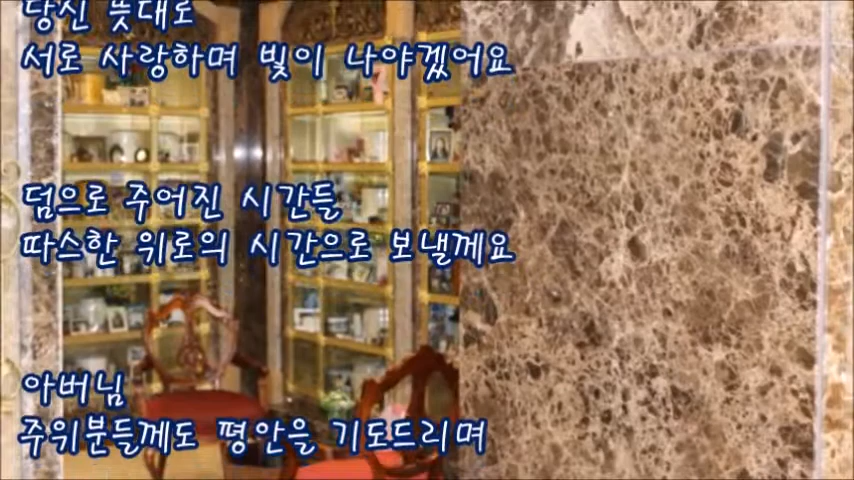 당신 뜻대로
서로 사랑하며 빛이 나야겠어요
덤으로 주어진 시간들
따스한 위로의 시간으로 보낼께요
아버님
주위분들께도 평안을 기도드리며